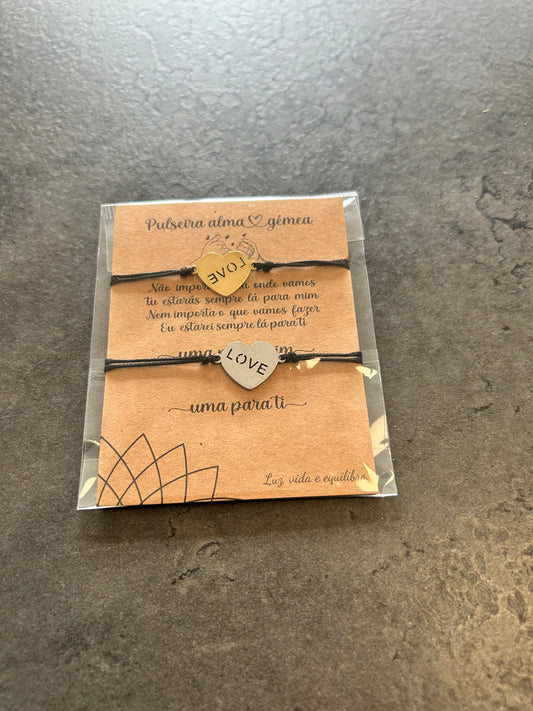 Pulseira alma gémea
LOVE
Não onde vamos
tu estarás sempre lá para mim
Nem importa o que vamos fazer
Eu estarei sempre lá para ti
uma
LOVE
uma para ti
Luz, vida e equilíbrio